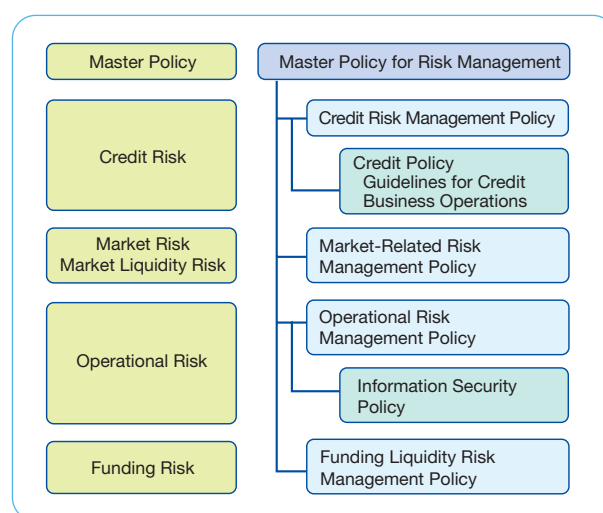 Master Policy
Master Policy for Risk Management
Credit Risk
Credit Risk Management Policy
Credit Policy
Guidelines for Credit
Business Operations
Market Risk
Market Liquidity Risk
Market-Related Risk
Management Policy
Operational Risk
Operational Risk
Management Policy
Information Security
Policy
Funding Risk
Funding Liquidity Risk
Management Policy